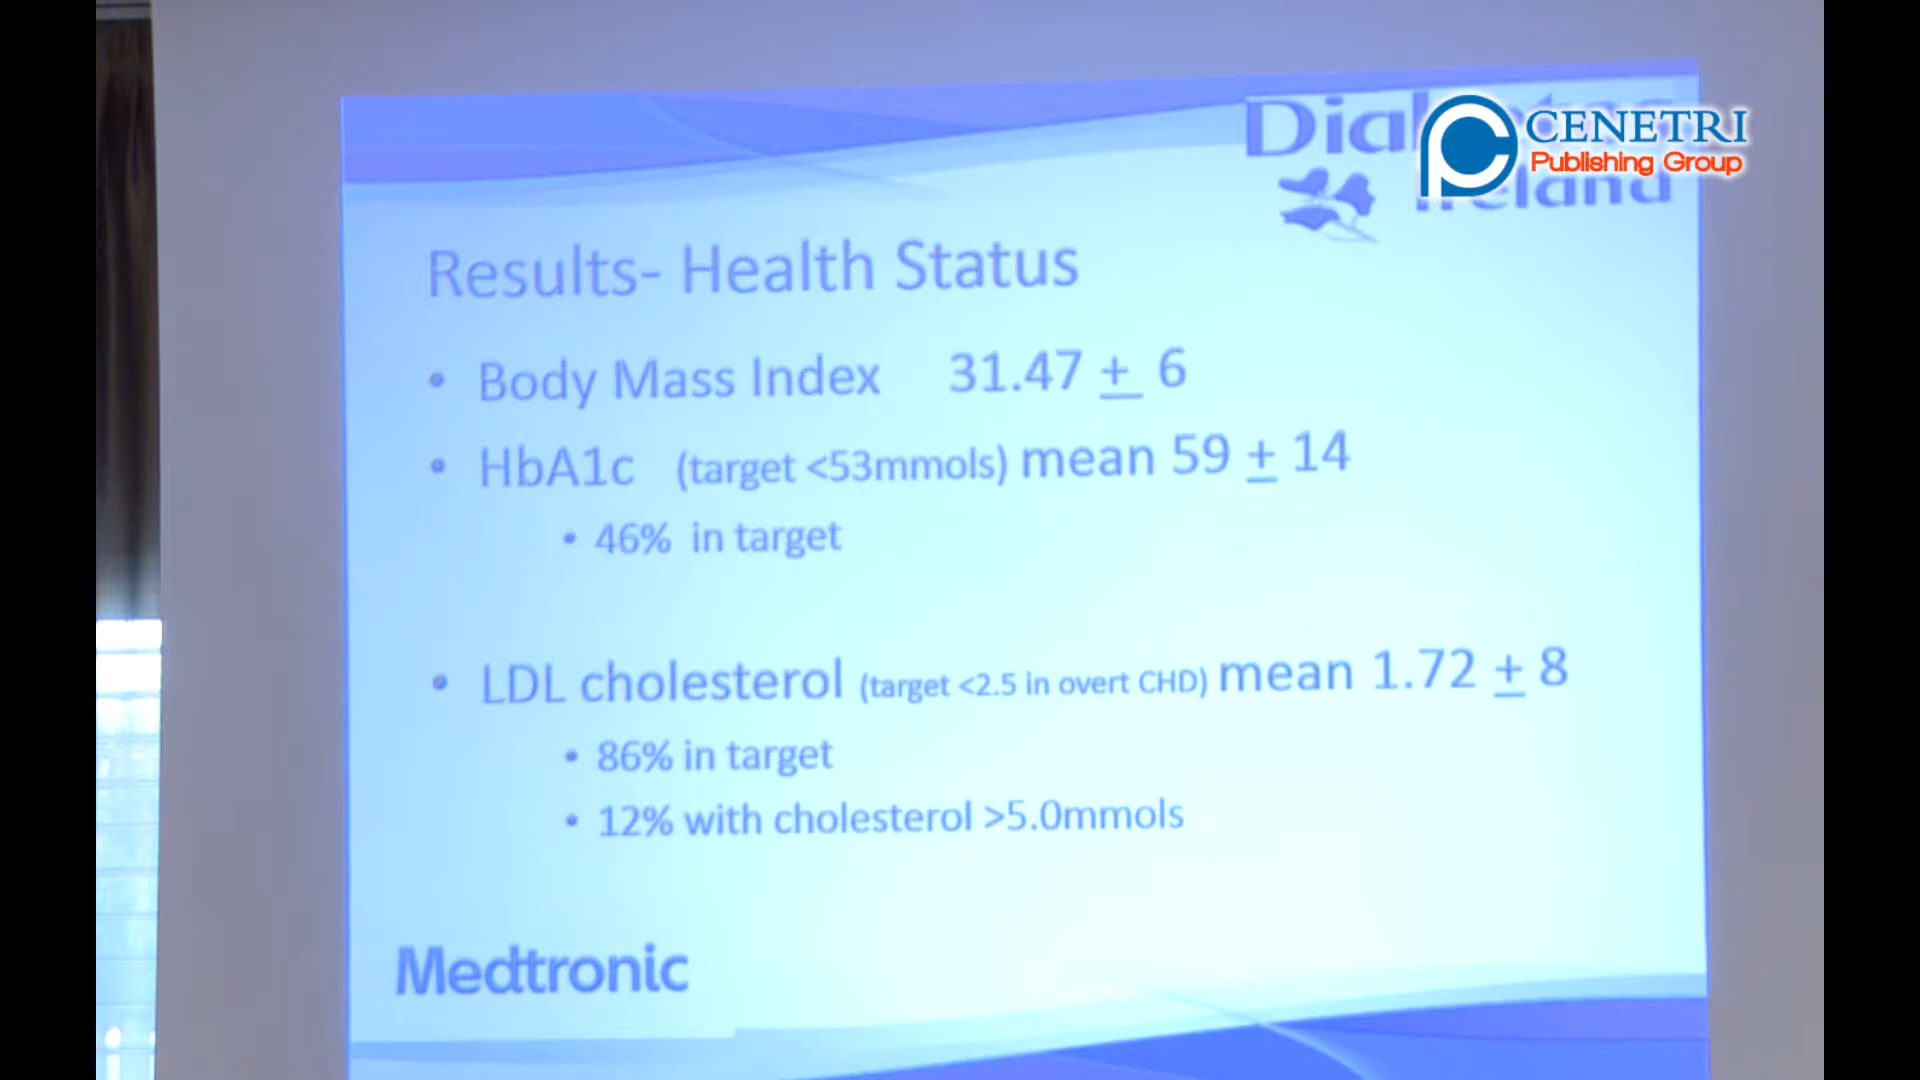 CENETRI
Publishing Group
Results- Health Status
• Body Mass Index 31.47 ± 6
• HbA1c (target <53mmols) mean 59 ± 14
• 46% in target
• LDL cholesterol (target <2.5 in overt CHD) mean 1.72 ± 8
• 86% in target
• 12% with cholesterol >5.0mmols
Medtronic